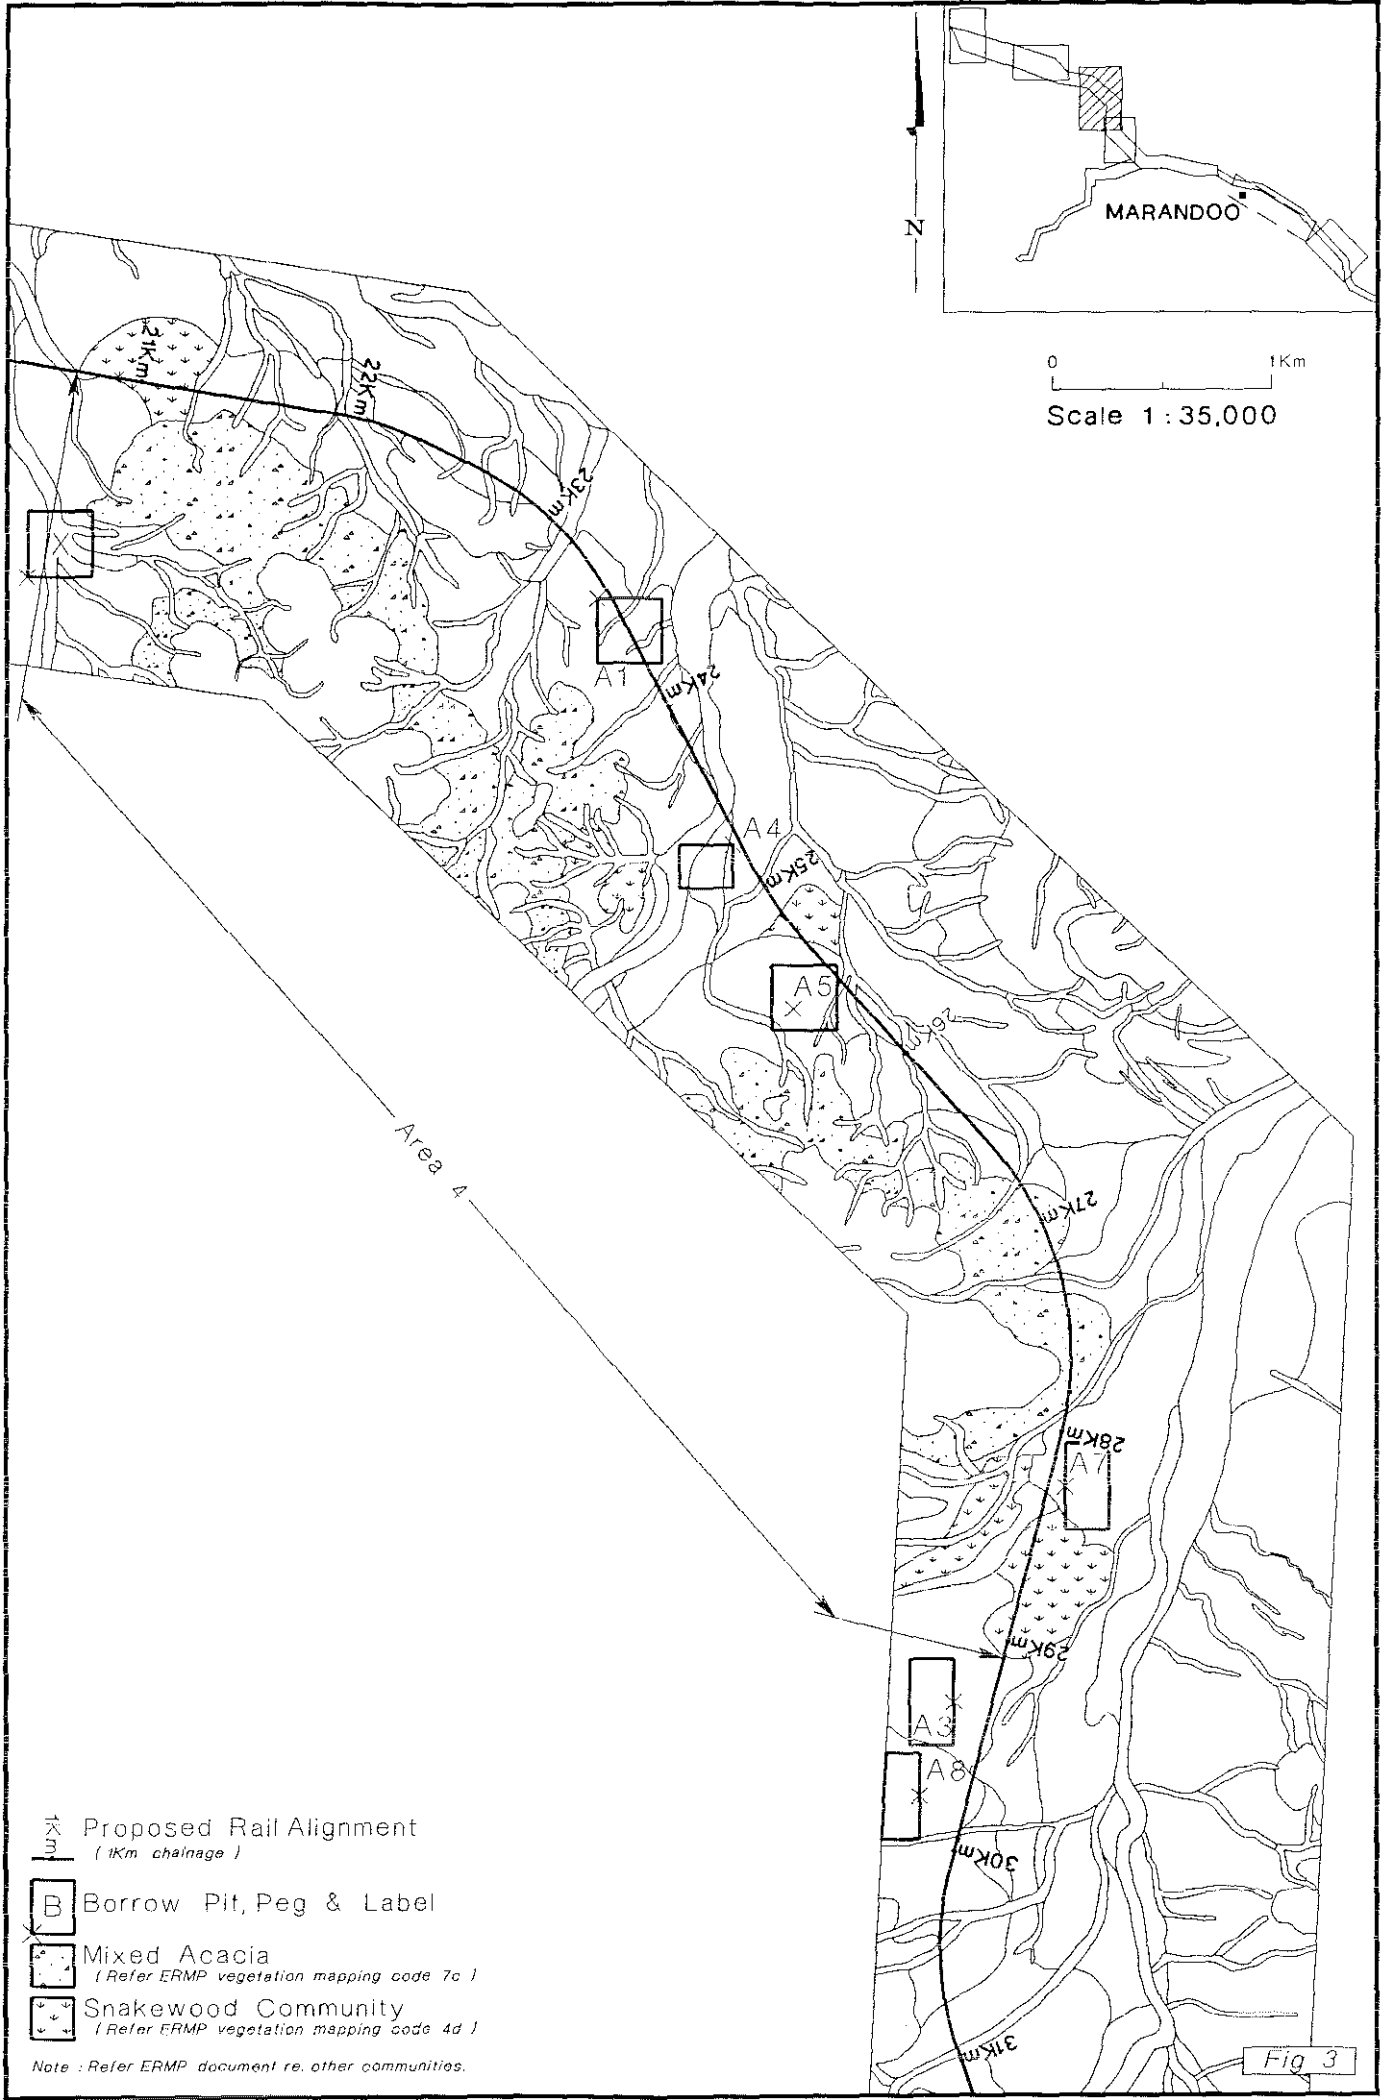 MARANDOO
N
0 1Km
Scale 1:35,000
21Km
22Km
23Km
A1
24Km
A4
25Km
A5
26K
27Km
Area 4
28Km
A7
29Km
A3
A8
30Km
31Km
1Km
Proposed Rail Alignment
( 1Km chainage )
B
Borrow Pit, Peg & Label
Mixed Acacia
( Refer ERMP vegetation mapping code 7c )
Snakewood Community
( Refer ERMP vegetation mapping code 4d )
Note : Refer ERMP document re. other communities.
Fig 3